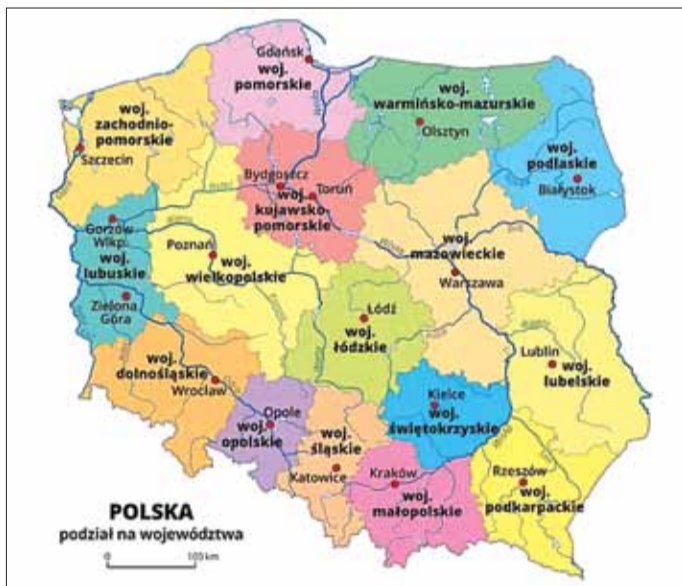 Gdańsk
woj.
pomorskie
woj.
warmińsko-mazurskie
Olsztyn
woj.
zachodnio-
pomorskie
Szczecin
woj.
podlaskie
Białystok
Bydgoszcz
Toruń
woj.
kujawsko-
pomorskie
Gorzów
Wlkp.
woj.
lubuskie
Zielona
Góra
Poznań
woj.
wielkopolskie
woj.
mazowieckie
Warszawa
Łódź
woj.
łódzkie
woj.
dolnośląskie
Wrocław
Lublin
woj.
lubelskie
Opole
woj.
opolskie
woj.
śląskie
Katowice
Kielce
woj.
świętokrzyskie
Kraków
woj.
małopolskie
Rzeszów
woj.
podkarpackie
POLSKA
podział na województwa
0 100 km